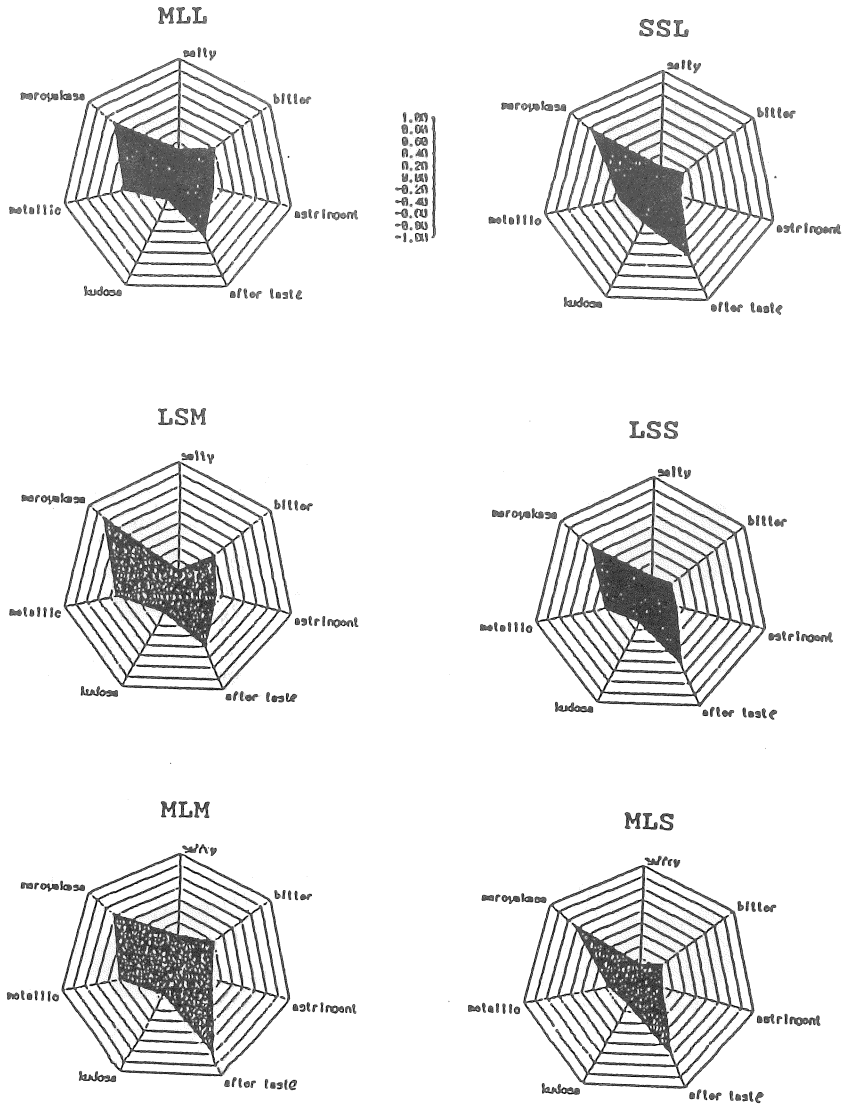 MLL
salty
maroyakasa
bitter
metallic
astringent
kudosa
after taste
1.00
0.80
0.60
0.40
0.20
0.00
-0.20
-0.40
-0.60
-0.80
-1.00
SSL
salty
maroyakasa
bitter
metallic
astringent
kudosa
after taste
LSM
salty
maroyakasa
bitter
metallic
astringent
kudosa
after taste
LSS
salty
maroyakasa
bitter
metallic
astringent
kudosa
after taste
MLM
salty
maroyakasa
bitter
metallic
astringent
kudosa
after taste
MLS
salty
maroyakasa
bitter
metallic
astringent
kudosa
after taste